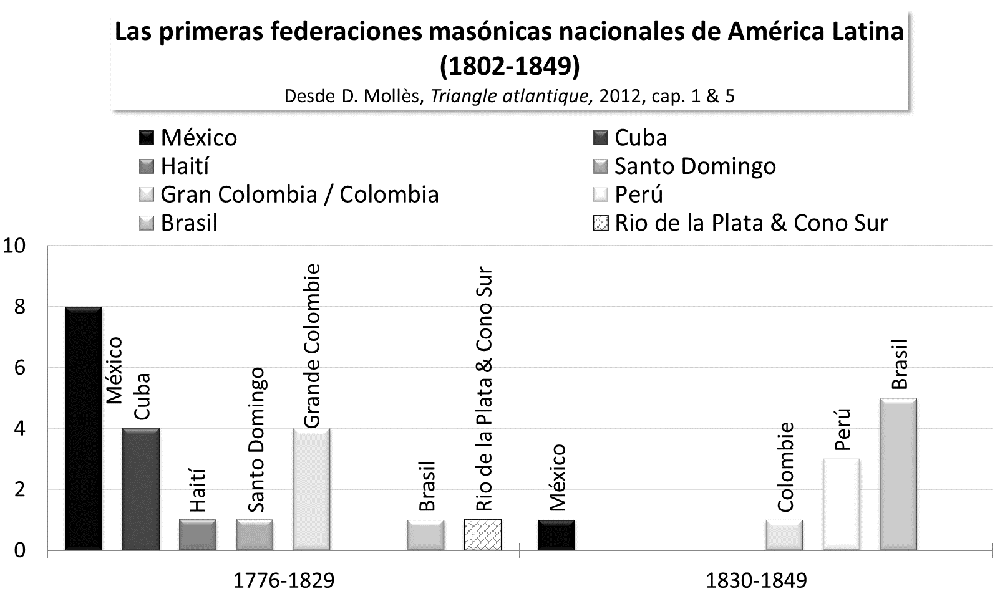 Las primeras federaciones masónicas nacionales de América Latina
(1802-1849)
Desde D. Mollès, Triangle atlantique, 2012, cap. 1 & 5
México
Cuba
Haití
Santo Domingo
Gran Colombia / Colombia
Perú
Brasil
Rio de la Plata & Cono Sur
10
8
6
4
2
0
México
Cuba
Haití
Santo Domingo
Grande Colombie
Brasil
Rio de la Plata & Cono Sur
México
Colombie
Perú
Brasil
1776-1829
1830-1849